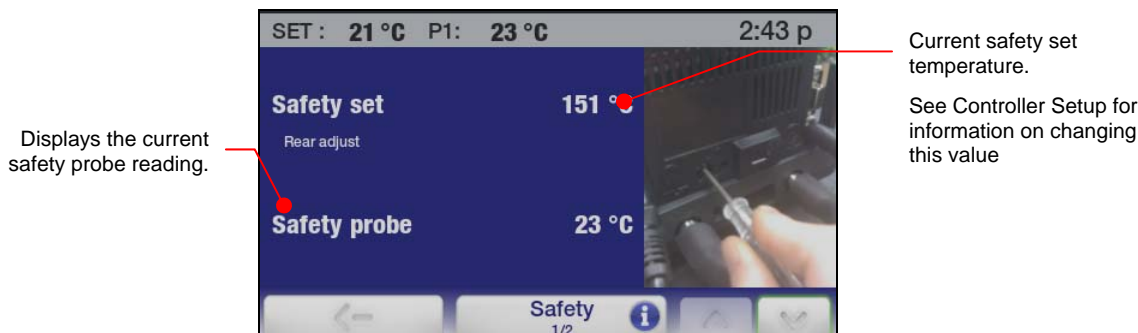 SET : 21 °C P1: 23 °C 2:43 p
Current safety set
temperature.
See Controller Setup for
information on changing
this value
Safety set 151 °C
Rear adjust
Displays the current
safety probe reading.
Safety probe 23 °C
Safety
1/2